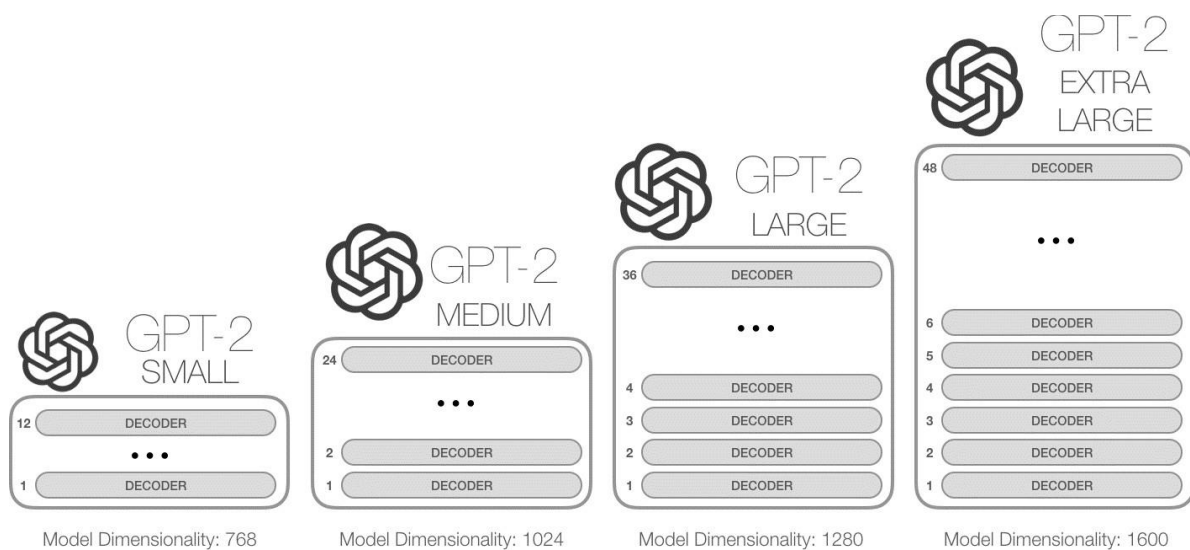 GPT-2
SMALL
12 DECODER
...
1 DECODER
Model Dimensionality: 768
GPT-2
MEDIUM
24 DECODER
...
2 DECODER
1 DECODER
Model Dimensionality: 1024
GPT-2
LARGE
36 DECODER
...
4 DECODER
3 DECODER
2 DECODER
1 DECODER
Model Dimensionality: 1280
GPT-2
EXTRA
LARGE
48 DECODER
...
6 DECODER
5 DECODER
4 DECODER
3 DECODER
2 DECODER
1 DECODER
Model Dimensionality: 1600